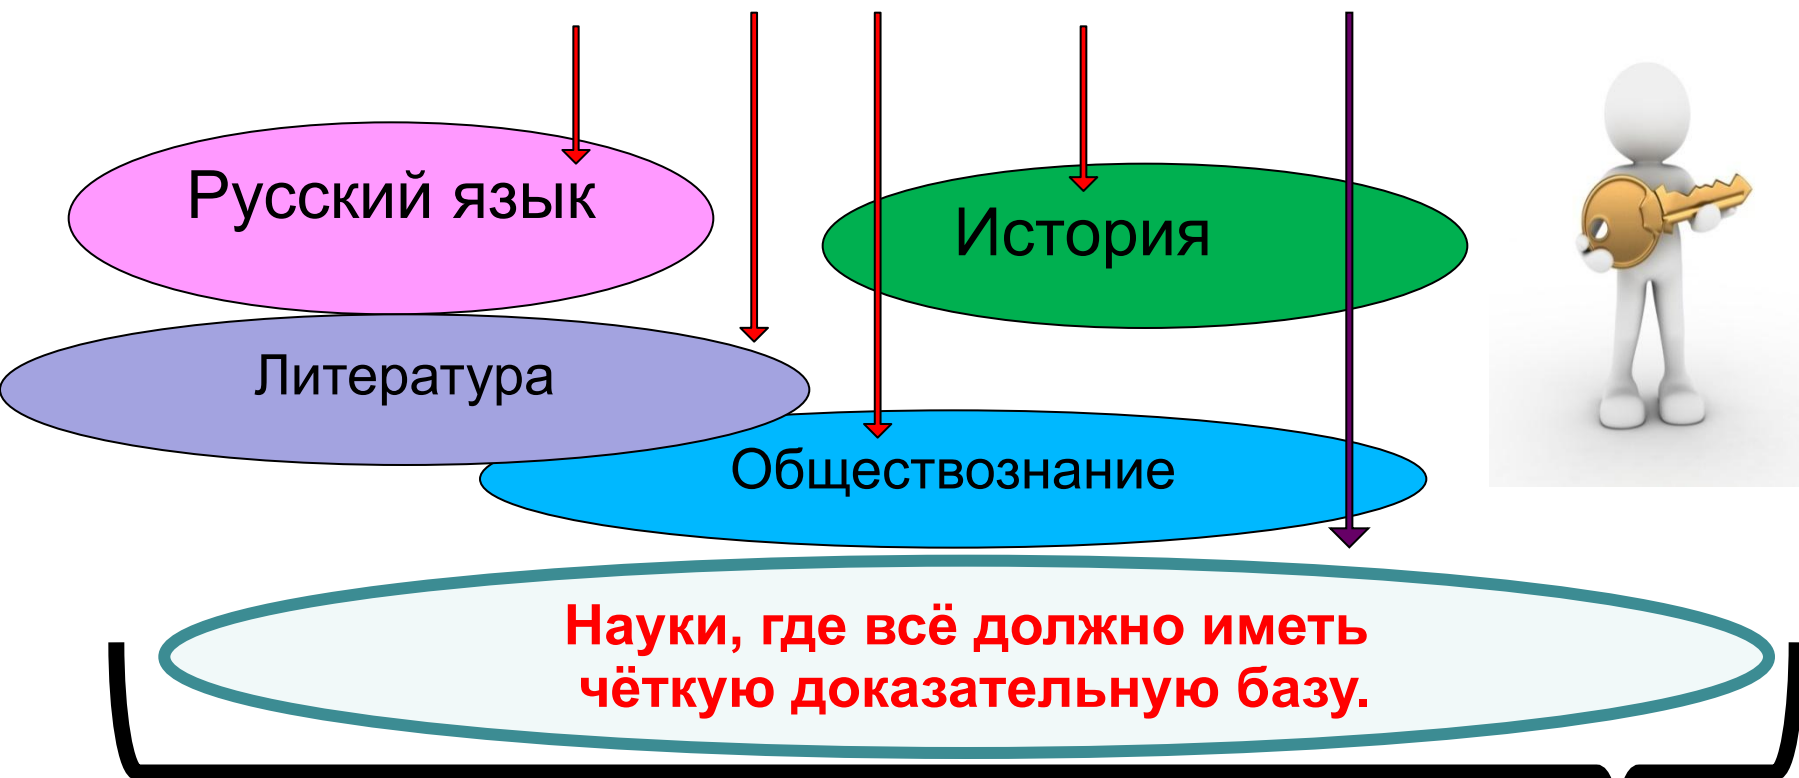 Русский язык
История
Литература
Обществознание
Науки, где всё должно иметь
чёткую доказательную базу.